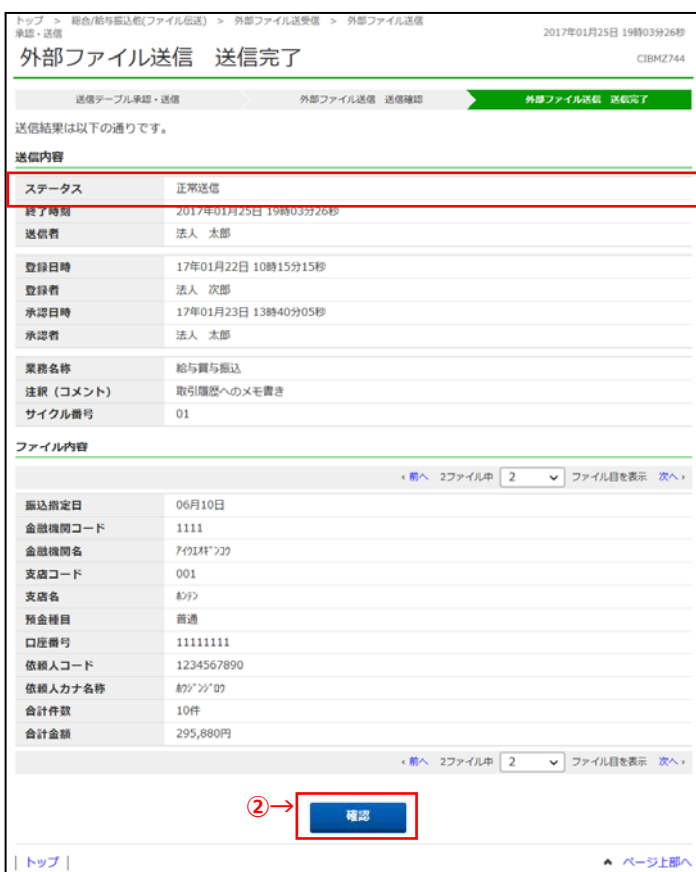 トップ > 総合/給与振込他(ファイル伝送) > 外部ファイル送受信 > 外部ファイル送信
承認・送信
2017年01月25日 19時03分26秒
外部ファイル送信 送信完了
CIBMZ744
送信テーブル承認・送信 外部ファイル送信 送信確認 外部ファイル送信 送信完了
送信結果は以下の通りです。
送信内容
ステータス 正常送信
終了時刻 2017年01月25日 19時03分26秒
送信者 法人 太郎
登録日時 17年01月22日 10時15分15秒
登録者 法人 次郎
承認日時 17年01月23日 13時40分05秒
承認者 法人 太郎
業務名称 給与賞与振込
注釈（コメント） 取引履歴へのメモ書き
サイクル番号 01
ファイル内容
‹ 前へ 2ファイル中 2 ファイル目を表示 次へ ›
振込指定日 06月10日
金融機関コード 1111
金融機関名 ｱｲｳｴｵｷﾞﾝｺｳ
支店コード 001
支店名 ﾎﾝﾃﾝ
預金種目 普通
口座番号 11111111
依頼人コード 1234567890
依頼人カナ名称 ﾎｳｼﾞﾝｼﾞﾛｳ
合計件数 10件
合計金額 295,880円
‹ 前へ 2ファイル中 2 ファイル目を表示 次へ ›
②→ 確認
| トップ | ページ上部へ